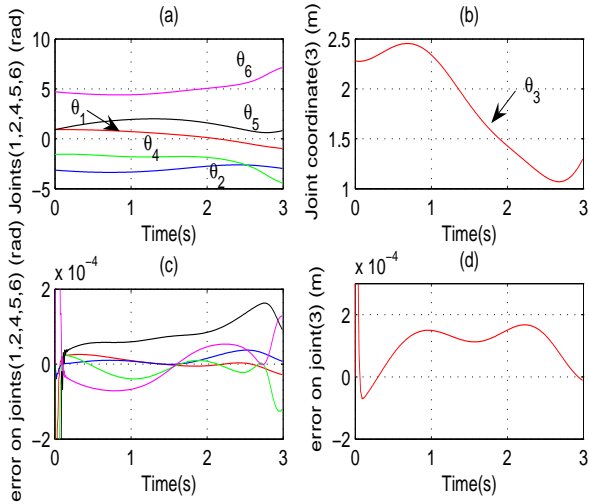 (a)
Joints(1,2,4,5,6) (rad)
10
5
0
−5
θ6
θ1
θ5
θ4
θ2
0
1
2
3
Time(s)
(b)
Joint coordinate(3) (m)
2.5
2
1.5
1
θ3
0
1
2
3
Time(s)
(c)
x 10−4
error on joints(1,2,4,5,6) (rad)
2
0
−2
0
1
2
3
Time(s)
(d)
x 10−4
error on joint(3) (m)
2
0
−2
0
1
2
3
Time(s)